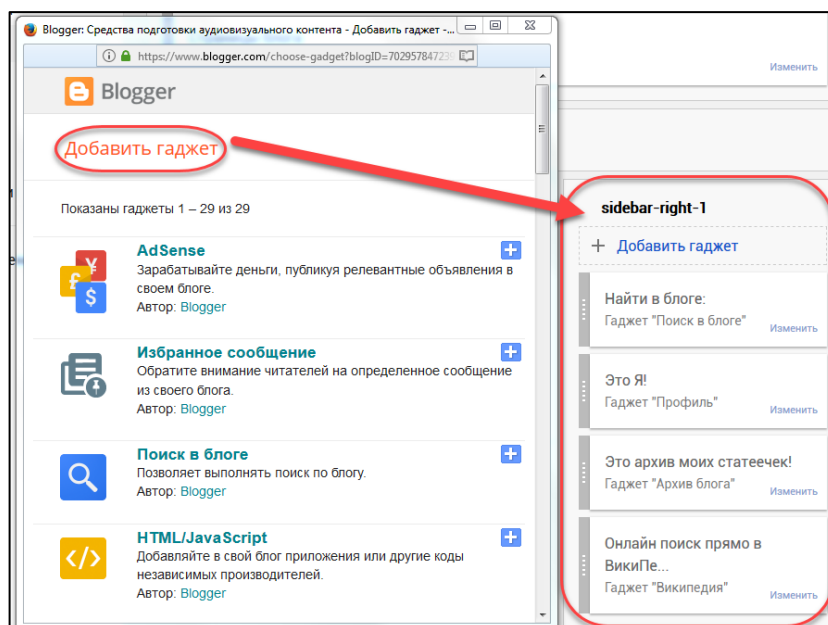 Blogger: Средства подготовки аудиовизуального контента - Добавить гаджет -...
https://www.blogger.com/choose-gadget?blogID=7029578472
Blogger
Добавить гаджет
Показаны гаджеты 1 – 29 из 29
AdSense
Зарабатывайте деньги, публикуя релевантные объявления в
своем блоге.
Автор: Blogger
Избранное сообщение
Обратите внимание читателей на определенное сообщение
из своего блога.
Автор: Blogger
Поиск в блоге
Позволяет выполнять поиск по блогу.
Автор: Blogger
HTML/JavaScript
Добавляйте в свой блог приложения или другие коды
независимых производителей.
Автор: Blogger
Изменить
sidebar-right-1
+ Добавить гаджет
Найти в блоге:
Гаджет "Поиск в блоге"
Изменить
Это Я!
Гаджет "Профиль"
Изменить
Это архив моих статеечек!
Гаджет "Архив блога"
Изменить
Онлайн поиск прямо в
ВикиПе...
Гаджет "Википедия"
Изменить